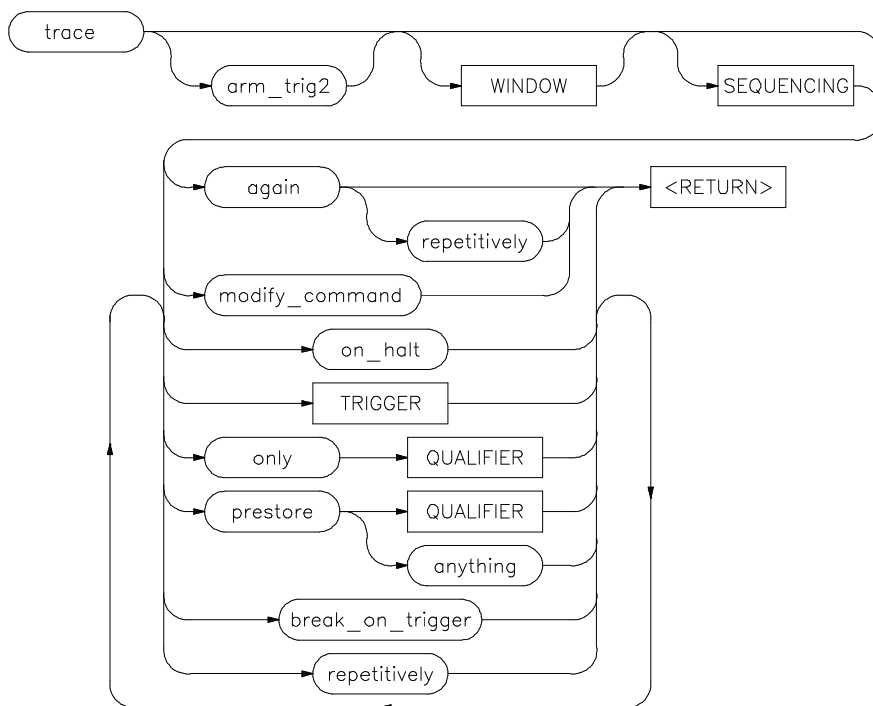 trace
arm_trig2
WINDOW
SEQUENCING
again
<RETURN>
repetitively
modify_command
on_halt
TRIGGER
only
QUALIFIER
prestore
QUALIFIER
anything
break_on_trigger
repetitively